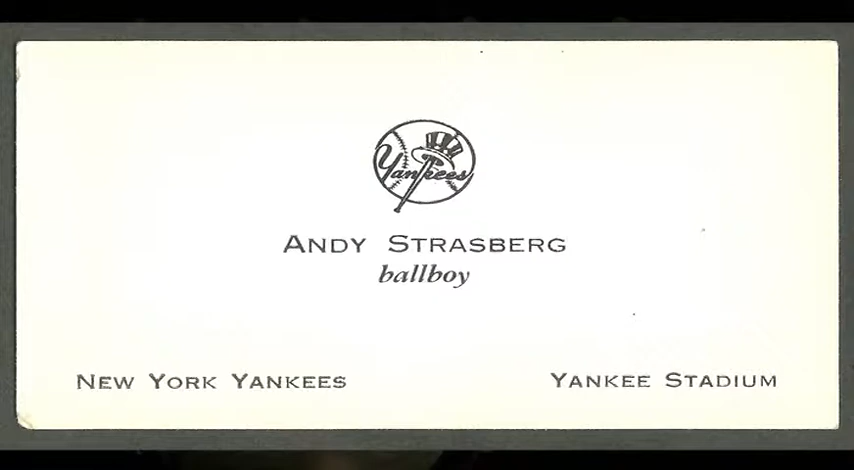 Yankees
ANDY STRASBERG
ballboy
NEW YORK YANKEES
YANKEE STADIUM